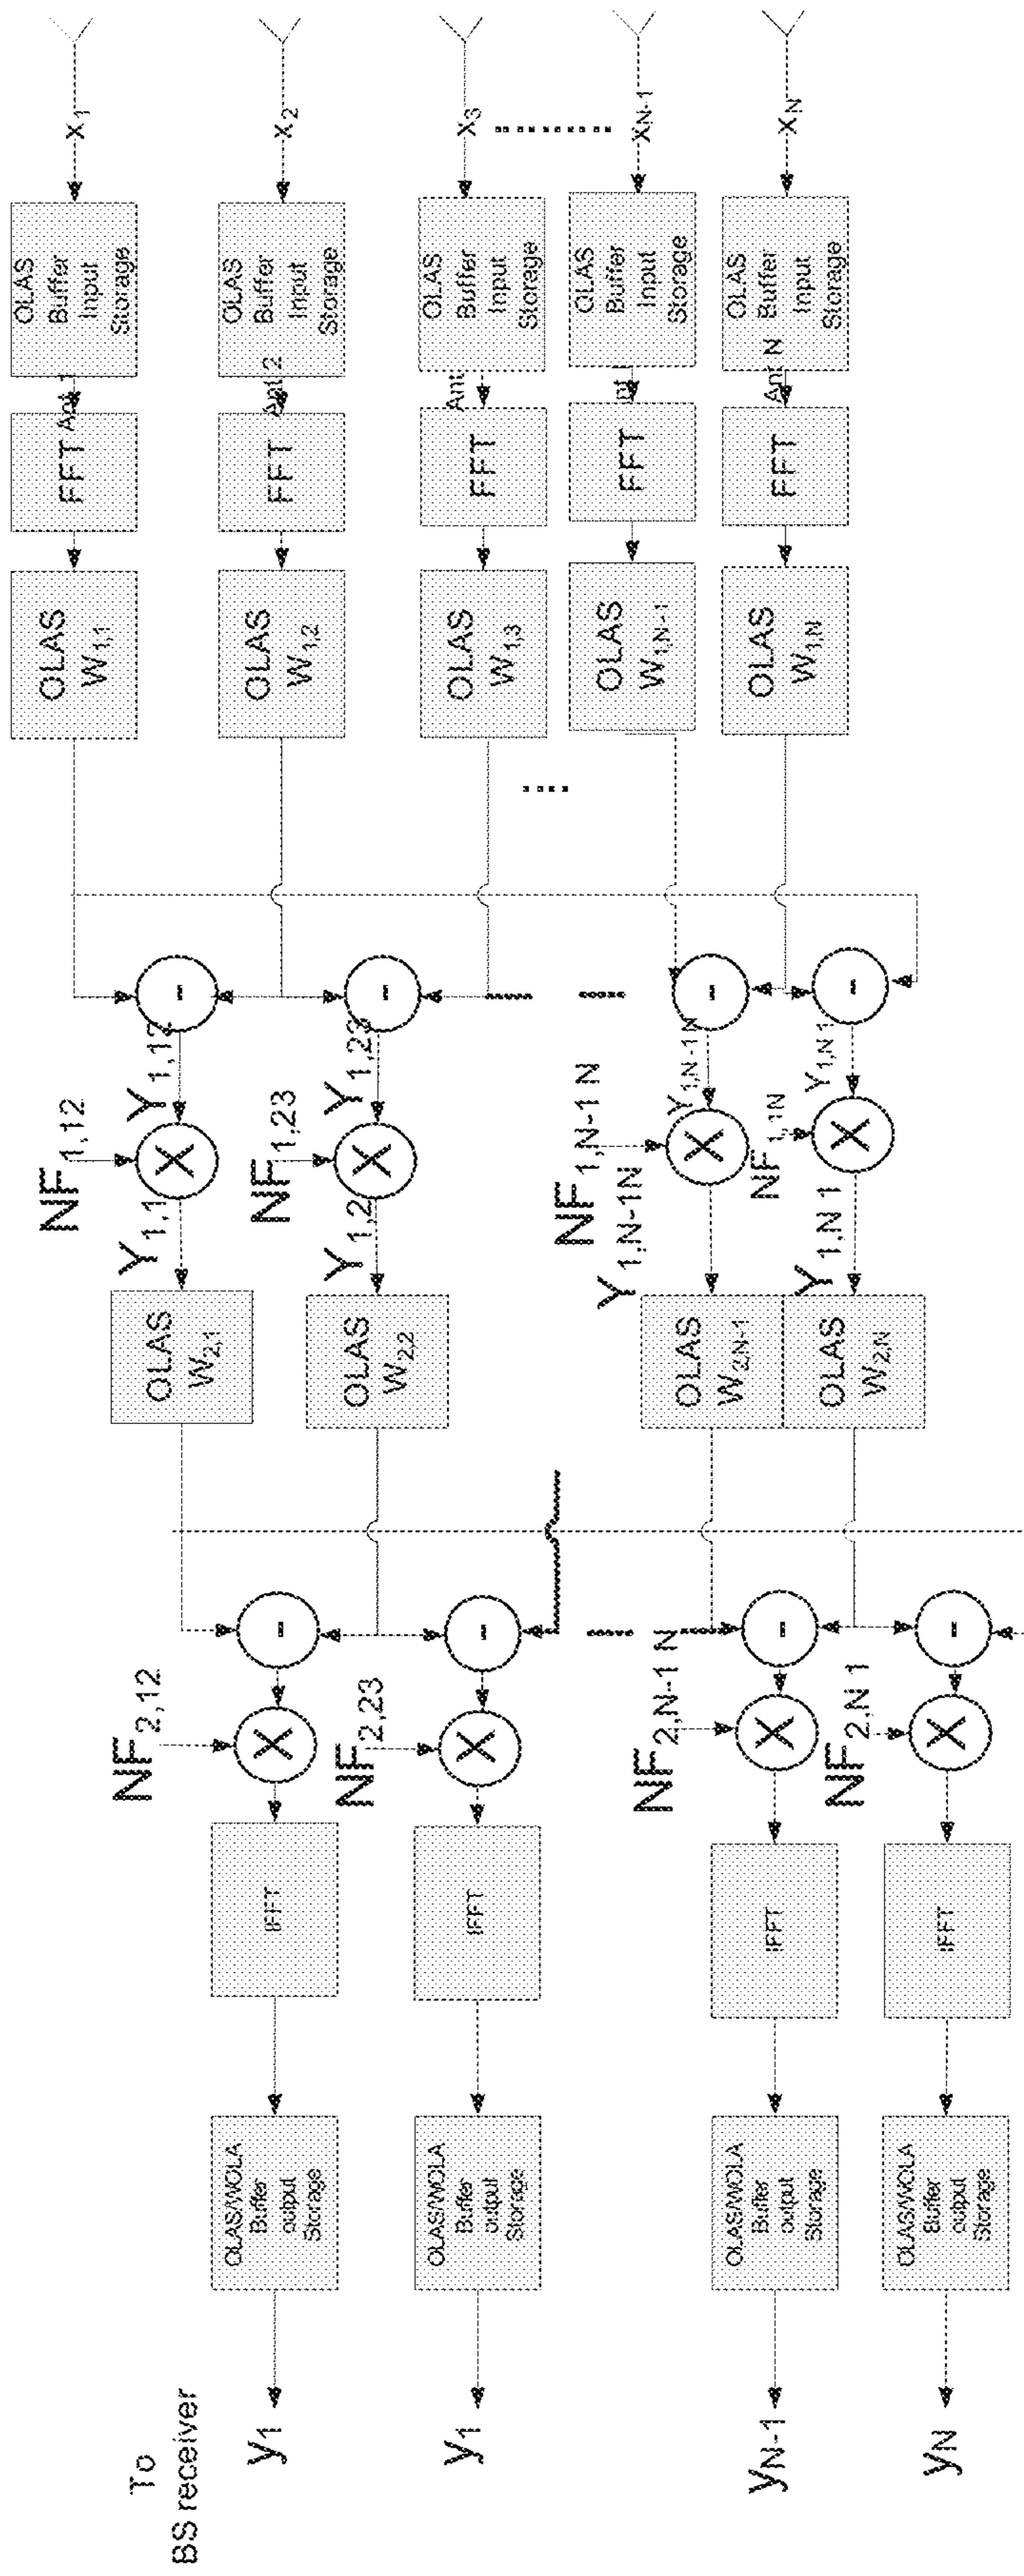 x1
x2
x3
xN-1
xN
OLAS
Buffer
Input
Storage
OLAS
Buffer
Input
Storage
OLAS
Buffer
Input
Storage
OLAS
Buffer
Input
Storage
OLAS
Buffer
Input
Storage
Ant 1
Ant 2
Ant
Ant N
FFT
FFT
FFT
FFT
FFT
OLAS
W1,1
OLAS
W1,2
OLAS
W1,3
OLAS
W1,N-1
OLAS
W1,N
-
-
-
-
Y1,12
Y1,23
Y1,N-1N
Y1,N 1
NF1,12
NF1,23
NF1,N-1 N
NF1,1N
X
X
X
X
Y1,1
Y1,2
Y1,N-1N
Y1,N 1
OLAS
W2,1
OLAS
W2,2
OLAS
W2,N-1
OLAS
W2,N
-
-
-
-
NF2,12
NF2,23
NF2,N-1 N
NF2,N 1
X
X
X
X
IFFT
IFFT
IFFT
IFFT
OLAS/WOLA
Buffer
output
Storage
OLAS/WOLA
Buffer
output
Storage
OLAS/WOLA
Buffer
output
Storage
OLAS/WOLA
Buffer
output
Storage
To
BS receiver
y1
y1
yN-1
yN